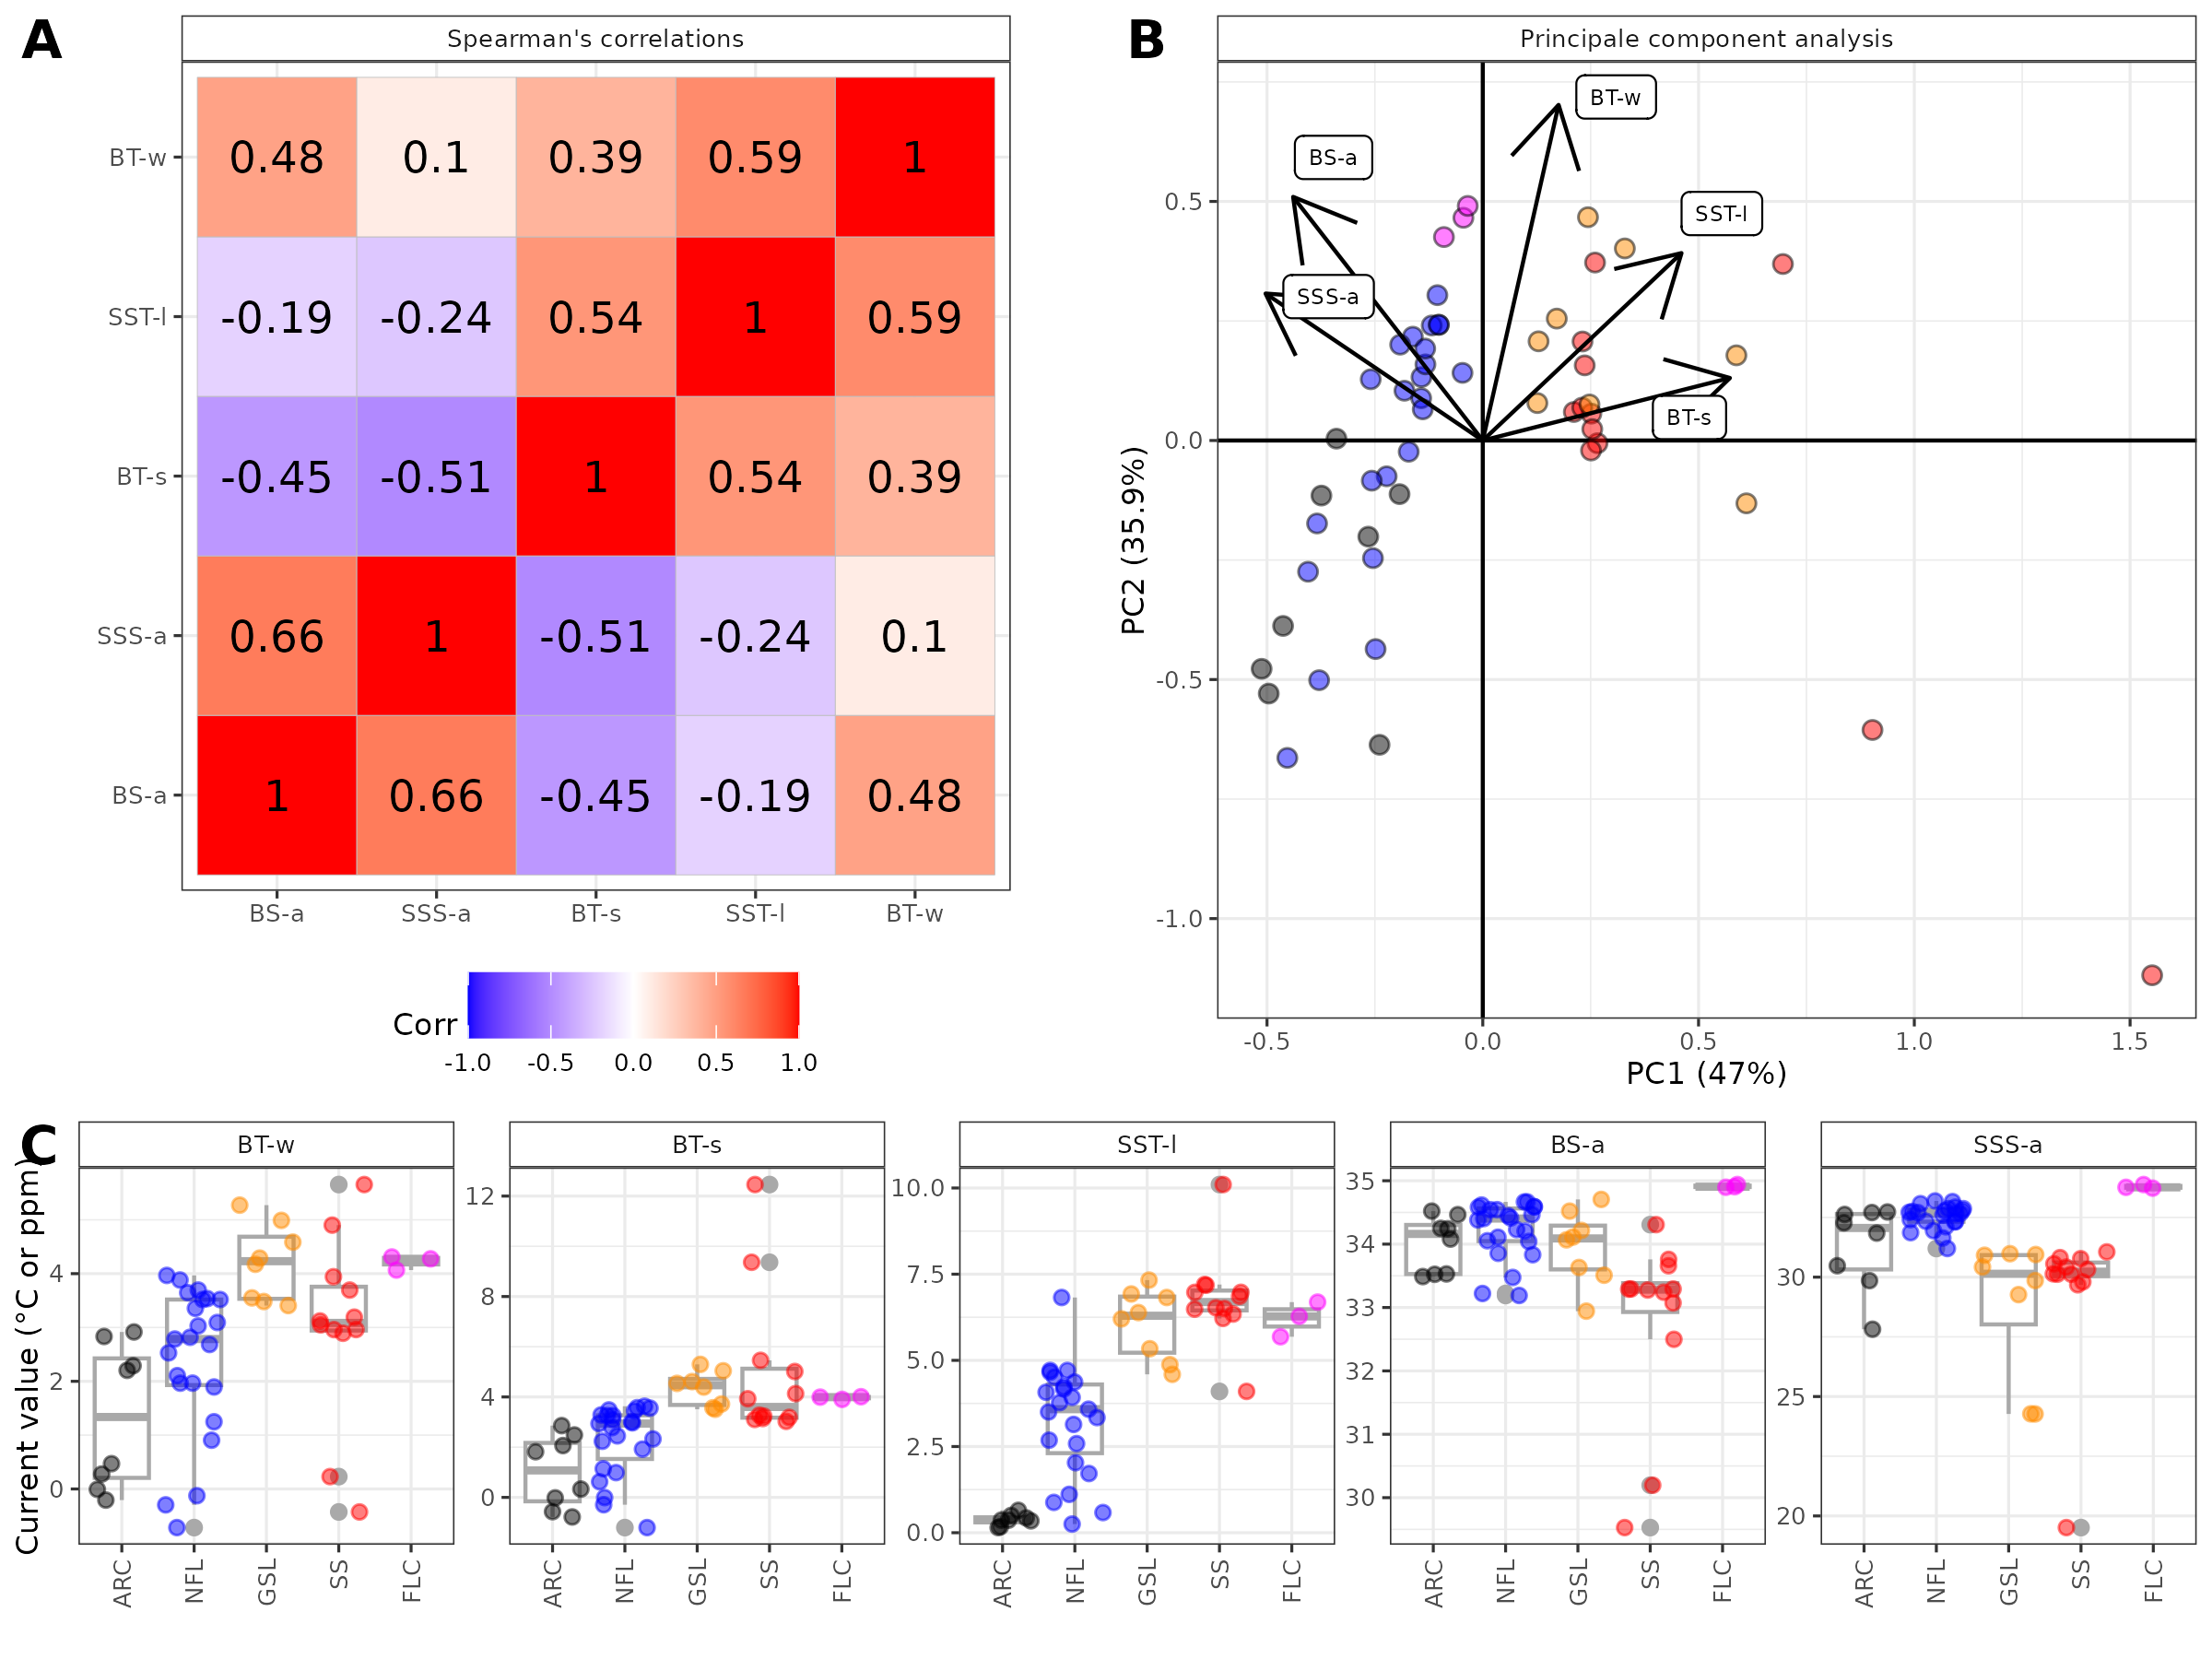 A
Spearman's correlations
BT-w
0.48 0.1 0.39 0.59 1
SST-l
-0.19 -0.24 0.54 1 0.59
BT-s
-0.45 -0.51 1 0.54 0.39
SSS-a
0.66 1 -0.51 -0.24 0.1
BS-a
1 0.66 -0.45 -0.19 0.48
BS-a SSS-a BT-s SST-l BT-w
Corr
-1.0 -0.5 0.0 0.5 1.0
B
Principale component analysis
BT-w
BS-a
SST-l
SSS-a
BT-s
PC2 (35.9%)
0.5
0.0
-0.5
-1.0
-0.5 0.0 0.5 1.0 1.5
PC1 (47%)
C
Current value (°C or ppm)
BT-w
4
2
0
ARC NFL GSL SS FLC
BT-s
12
8
4
0
ARC NFL GSL SS FLC
SST-l
10.0
7.5
5.0
2.5
0.0
ARC NFL GSL SS FLC
BS-a
35
34
33
32
31
30
ARC NFL GSL SS FLC
SSS-a
30
25
20
ARC NFL GSL SS FLC